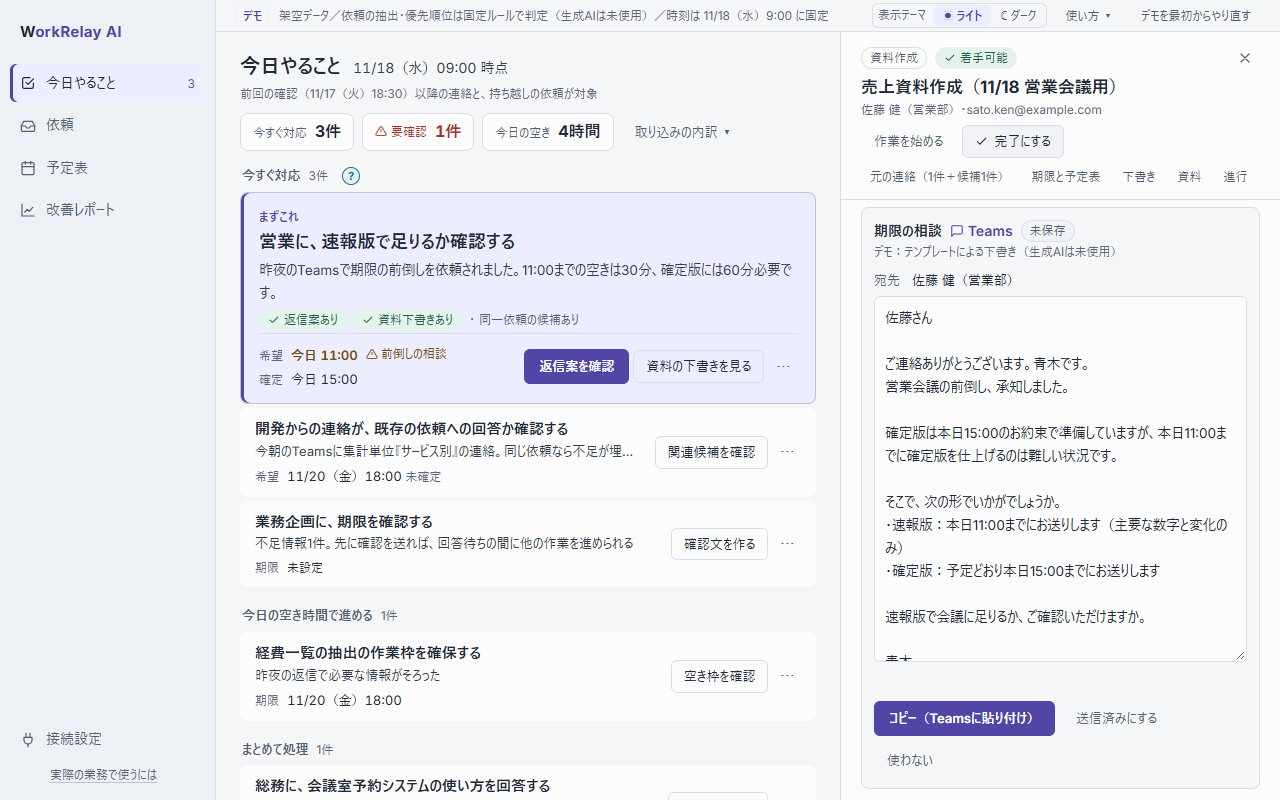 WorkRelay AI
今日やること 3
依頼
予定表
改善レポート
接続設定
実際の業務で使うには
デモ 架空データ／依頼の抽出・優先順位は固定ルールで判定（生成AIは未使用）／時刻は 11/18（水）9:00 に固定
表示テーマ ライト ダーク 使い方 ▾ デモを最初からやり直す
今日やること 11/18（水）09:00 時点
前回の確認（11/17（火）18:30）以降の連絡と、持ち越しの依頼が対象
今すぐ対応 3件 要確認 1件 今日の空き 4時間 取り込みの内訳 ▾
今すぐ対応 3件 ?
まずこれ
営業に、速報版で足りるか確認する
昨夜のTeamsで期限の前倒しを依頼されました。11:00までの空きは30分、確定版には60分必要で
す。
返信案あり 資料下書きあり ・同一依頼の候補あり
希望 今日 11:00 前倒しの相談
確定 今日 15:00
返信案を確認 資料の下書きを見る …
開発からの連絡が、既存の依頼への回答か確認する
今朝のTeamsに集計単位『サービス別』の連絡。同じ依頼なら不足が埋…
希望 11/20（金）18:00 未確定
関連候補を確認 …
業務企画に、期限を確認する
不足情報1件。先に確認を送れば、回答待ちの間に他の作業を進められる
期限 未設定
確認文を作る …
今日の空き時間で進める 1件
経費一覧の抽出の作業枠を確保する
昨夜の返信で必要な情報がそろった
期限 11/20（金）18:00
空き枠を確認 …
まとめて処理 1件
総務に、会議室予約システムの使い方を回答する
資料作成 着手可能
売上資料作成（11/18 営業会議用）
佐藤 健（営業部）・sato.ken@example.com
作業を始める 完了にする
元の連絡（1件＋候補1件） 期限と予定表 下書き 資料 進行
期限の相談 Teams 未保存
デモ：テンプレートによる下書き（生成AIは未使用）
宛先 佐藤 健（営業部）
佐藤さん
ご連絡ありがとうございます。青木です。
営業会議の前倒し、承知しました。
確定版は本日15:00のお約束で準備していますが、本日11:00ま
でに確定版を仕上げるのは難しい状況です。
そこで、次の形でいかがでしょうか。
・速報版：本日11:00までにお送りします（主要な数字と変化の
み）
・確定版：予定どおり本日15:00までにお送りします
速報版で会議に足りるか、ご確認いただけますか。
青木
コピー（Teamsに貼り付け） 送信済みにする
使わない